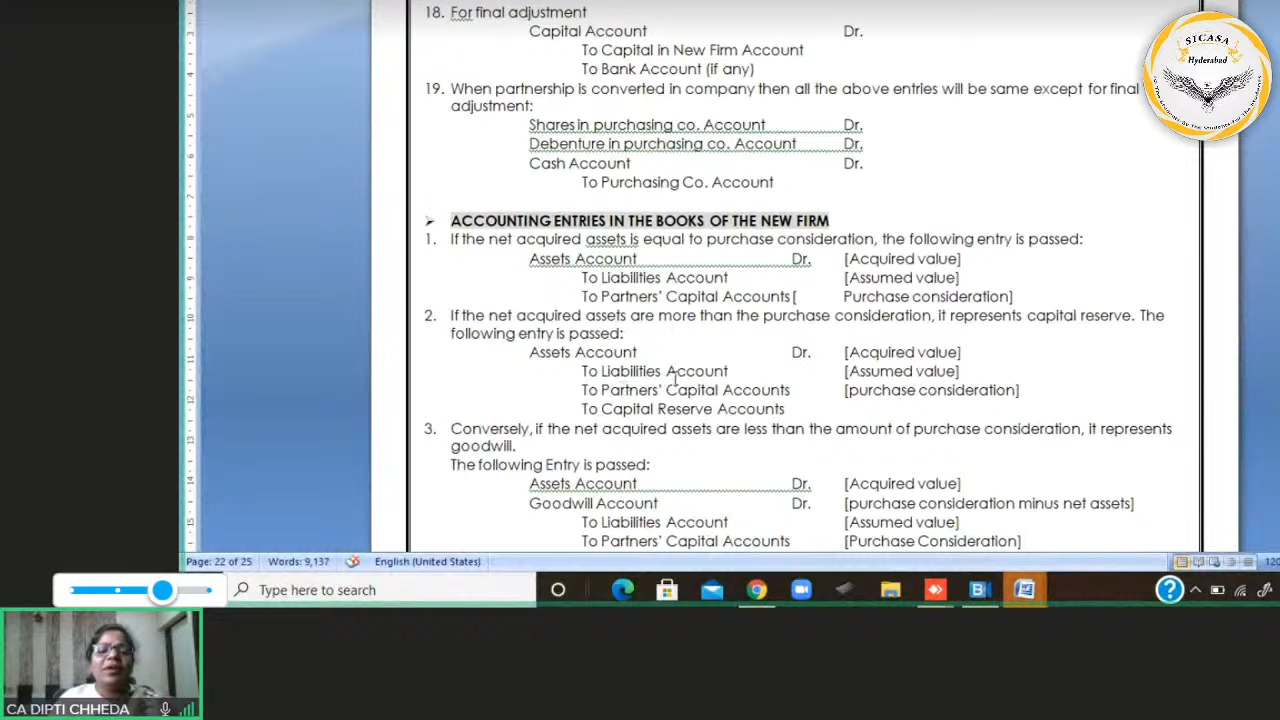 18. For final adjustment
Capital Account Dr.
To Capital in New Firm Account
To Bank Account (if any)
19. When partnership is converted in company then all the above entries will be same except for final
adjustment:
Shares in purchasing co. Account Dr.
Debenture in purchasing co. Account Dr.
Cash Account Dr.
To Purchasing Co. Account
ACCOUNTING ENTRIES IN THE BOOKS OF THE NEW FIRM
1. If the net acquired assets is equal to purchase consideration, the following entry is passed:
Assets Account Dr. [Acquired value]
To Liabilities Account [Assumed value]
To Partners' Capital Accounts [ Purchase consideration]
2. If the net acquired assets are more than the purchase consideration, it represents capital reserve. The
following entry is passed:
Assets Account Dr. [Acquired value]
To Liabilities Account [Assumed value]
To Partners' Capital Accounts [purchase consideration]
To Capital Reserve Accounts
3. Conversely, if the net acquired assets are less than the amount of purchase consideration, it represents
goodwill.
The following Entry is passed:
Assets Account Dr. [Acquired value]
Goodwill Account Dr. [purchase consideration minus net assets]
To Liabilities Account [Assumed value]
To Partners' Capital Accounts [Purchase Consideration]
SICASA
Hyderabad
Page: 22 of 25 Words: 9,137 English (United States) 120
Type here to search
CA DIPTI CHHEDA